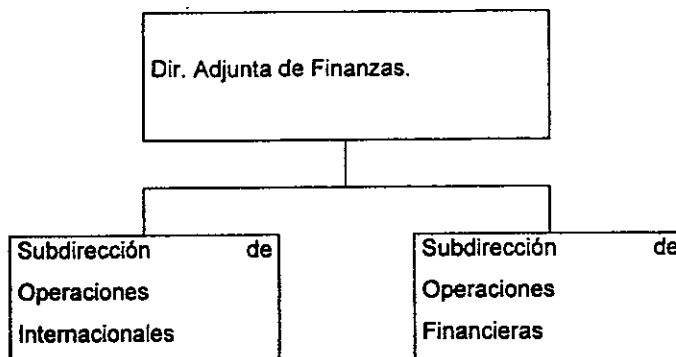 Dir. Adjunta de Finanzas.
Subdirección de
Operaciones
Internacionales
Subdirección de
Operaciones
Financieras